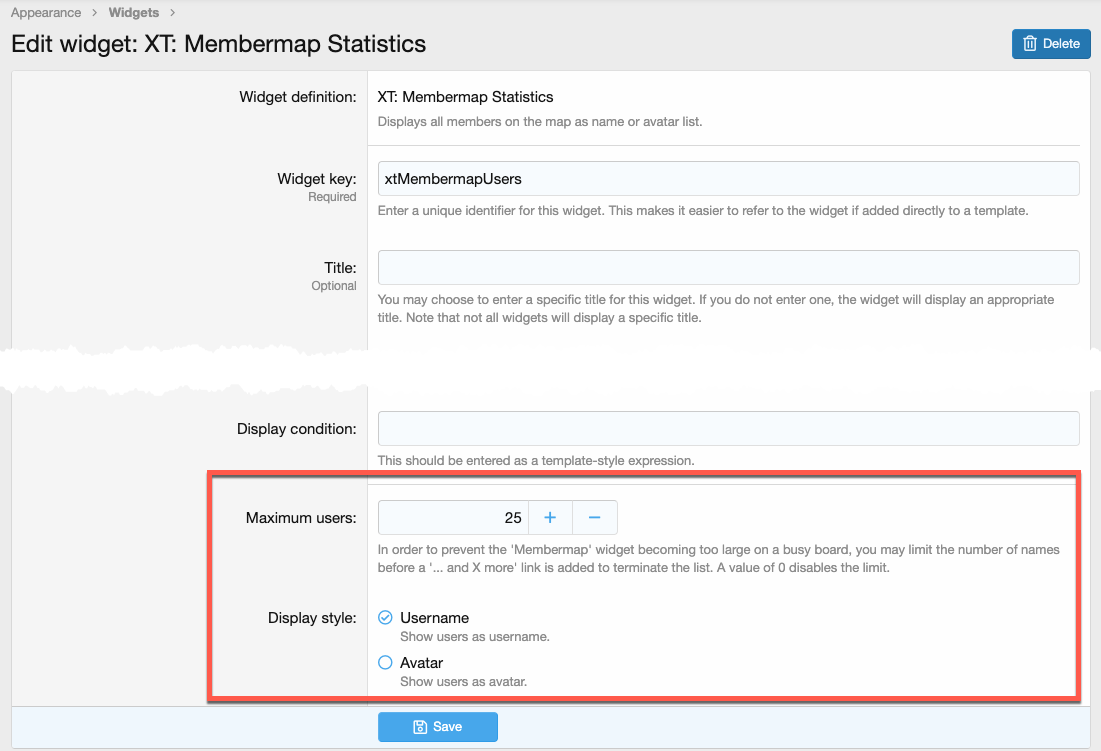 Appearance > Widgets >
Edit widget: XT: Membermap Statistics
Delete
Widget definition:
XT: Membermap Statistics
Displays all members on the map as name or avatar list.
Widget key:
Required
xtMembermapUsers
Enter a unique identifier for this widget. This makes it easier to refer to the widget if added directly to a template.
Title:
Optional
You may choose to enter a specific title for this widget. If you do not enter one, the widget will display an appropriate
title. Note that not all widgets will display a specific title.
Display condition:
This should be entered as a template-style expression.
Maximum users:
25 + −
In order to prevent the 'Membermap' widget becoming too large on a busy board, you may limit the number of names
before a '... and X more' link is added to terminate the list. A value of 0 disables the limit.
Display style:
Username
Show users as username.
Avatar
Show users as avatar.
Save